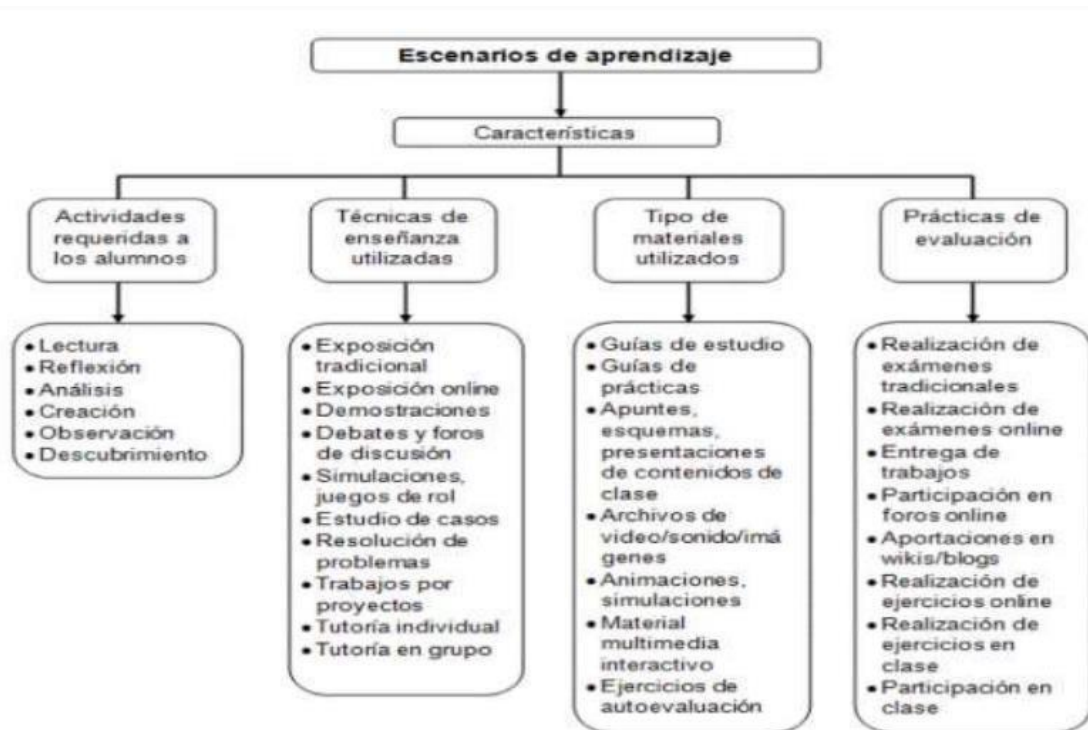 Escenarios de aprendizaje
Características
Actividades
requeridas a
los alumnos
Técnicas de
enseñanza
utilizadas
Tipo de
materiales
utilizados
Prácticas de
evaluación
• Lectura
• Reflexión
• Análisis
• Creación
• Observación
• Descubrimiento
• Exposición
tradicional
• Exposición online
• Demostraciones
• Debates y foros
de discusión
• Simulaciones,
juegos de rol
• Estudio de casos
• Resolución de
problemas
• Trabajos por
proyectos
• Tutoría individual
• Tutoría en grupo
• Guías de estudio
• Guías de
prácticas
• Apuntes,
esquemas,
presentaciones
de contenidos de
clase
• Archivos de
video/sonido/imá
genes
• Animaciones,
simulaciones
• Material
multimedia
interactivo
• Ejercicios de
autoevaluación
• Realización de
exámenes
tradicionales
• Realización de
exámenes online
• Entrega de
trabajos
• Participación en
foros online
• Aportaciones en
wikis/blogs
• Realización de
ejercicios online
• Realización de
ejercicios en
clase
• Participación en
clase